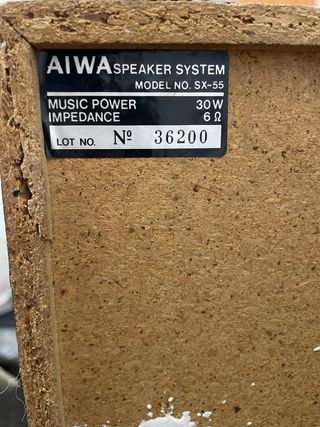 AIWA SPEAKER SYSTEM
MODEL NO. SX-55
MUSIC POWER 30W
IMPEDANCE 6Ω
LOT NO. Nº 36200